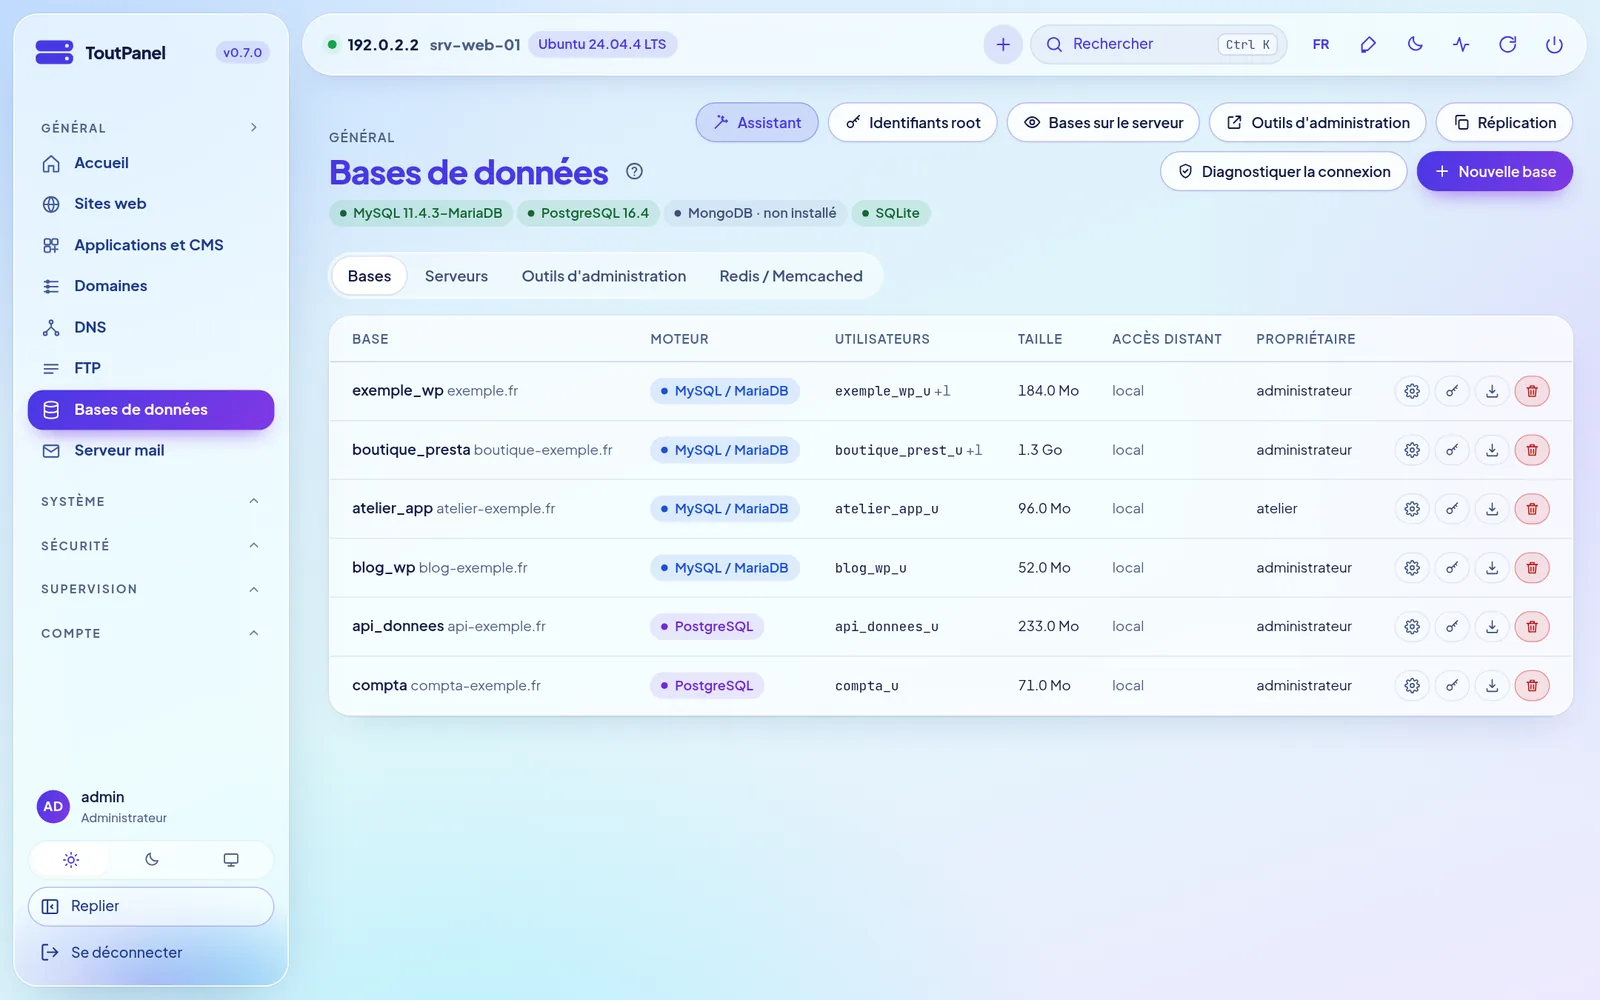 ToutPanel
v0.7.0
GÉNÉRAL
Accueil
Sites web
Applications et CMS
Domaines
DNS
FTP
Bases de données
Serveur mail
SYSTÈME
SÉCURITÉ
SUPERVISION
COMPTE
AD
admin
Administrateur
Replier
Se déconnecter
192.0.2.2 srv-web-01 Ubuntu 24.04.4 LTS
Rechercher Ctrl K
FR
Assistant
Identifiants root
Bases sur le serveur
Outils d'administration
Réplication
Diagnostiquer la connexion
Nouvelle base
GÉNÉRAL
Bases de données
MySQL 11.4.3-MariaDB
PostgreSQL 16.4
MongoDB · non installé
SQLite
Bases
Serveurs
Outils d'administration
Redis / Memcached
BASE MOTEUR UTILISATEURS TAILLE ACCÈS DISTANT PROPRIÉTAIRE
exemple_wp exemple.fr MySQL / MariaDB exemple_wp_u +1 184.0 Mo local administrateur
boutique_presta boutique-exemple.fr MySQL / MariaDB boutique_prest_u +1 1.3 Go local administrateur
atelier_app atelier-exemple.fr MySQL / MariaDB atelier_app_u 96.0 Mo local atelier
blog_wp blog-exemple.fr MySQL / MariaDB blog_wp_u 52.0 Mo local administrateur
api_donnees api-exemple.fr PostgreSQL api_donnees_u 233.0 Mo local administrateur
compta compta-exemple.fr PostgreSQL compta_u 71.0 Mo local administrateur